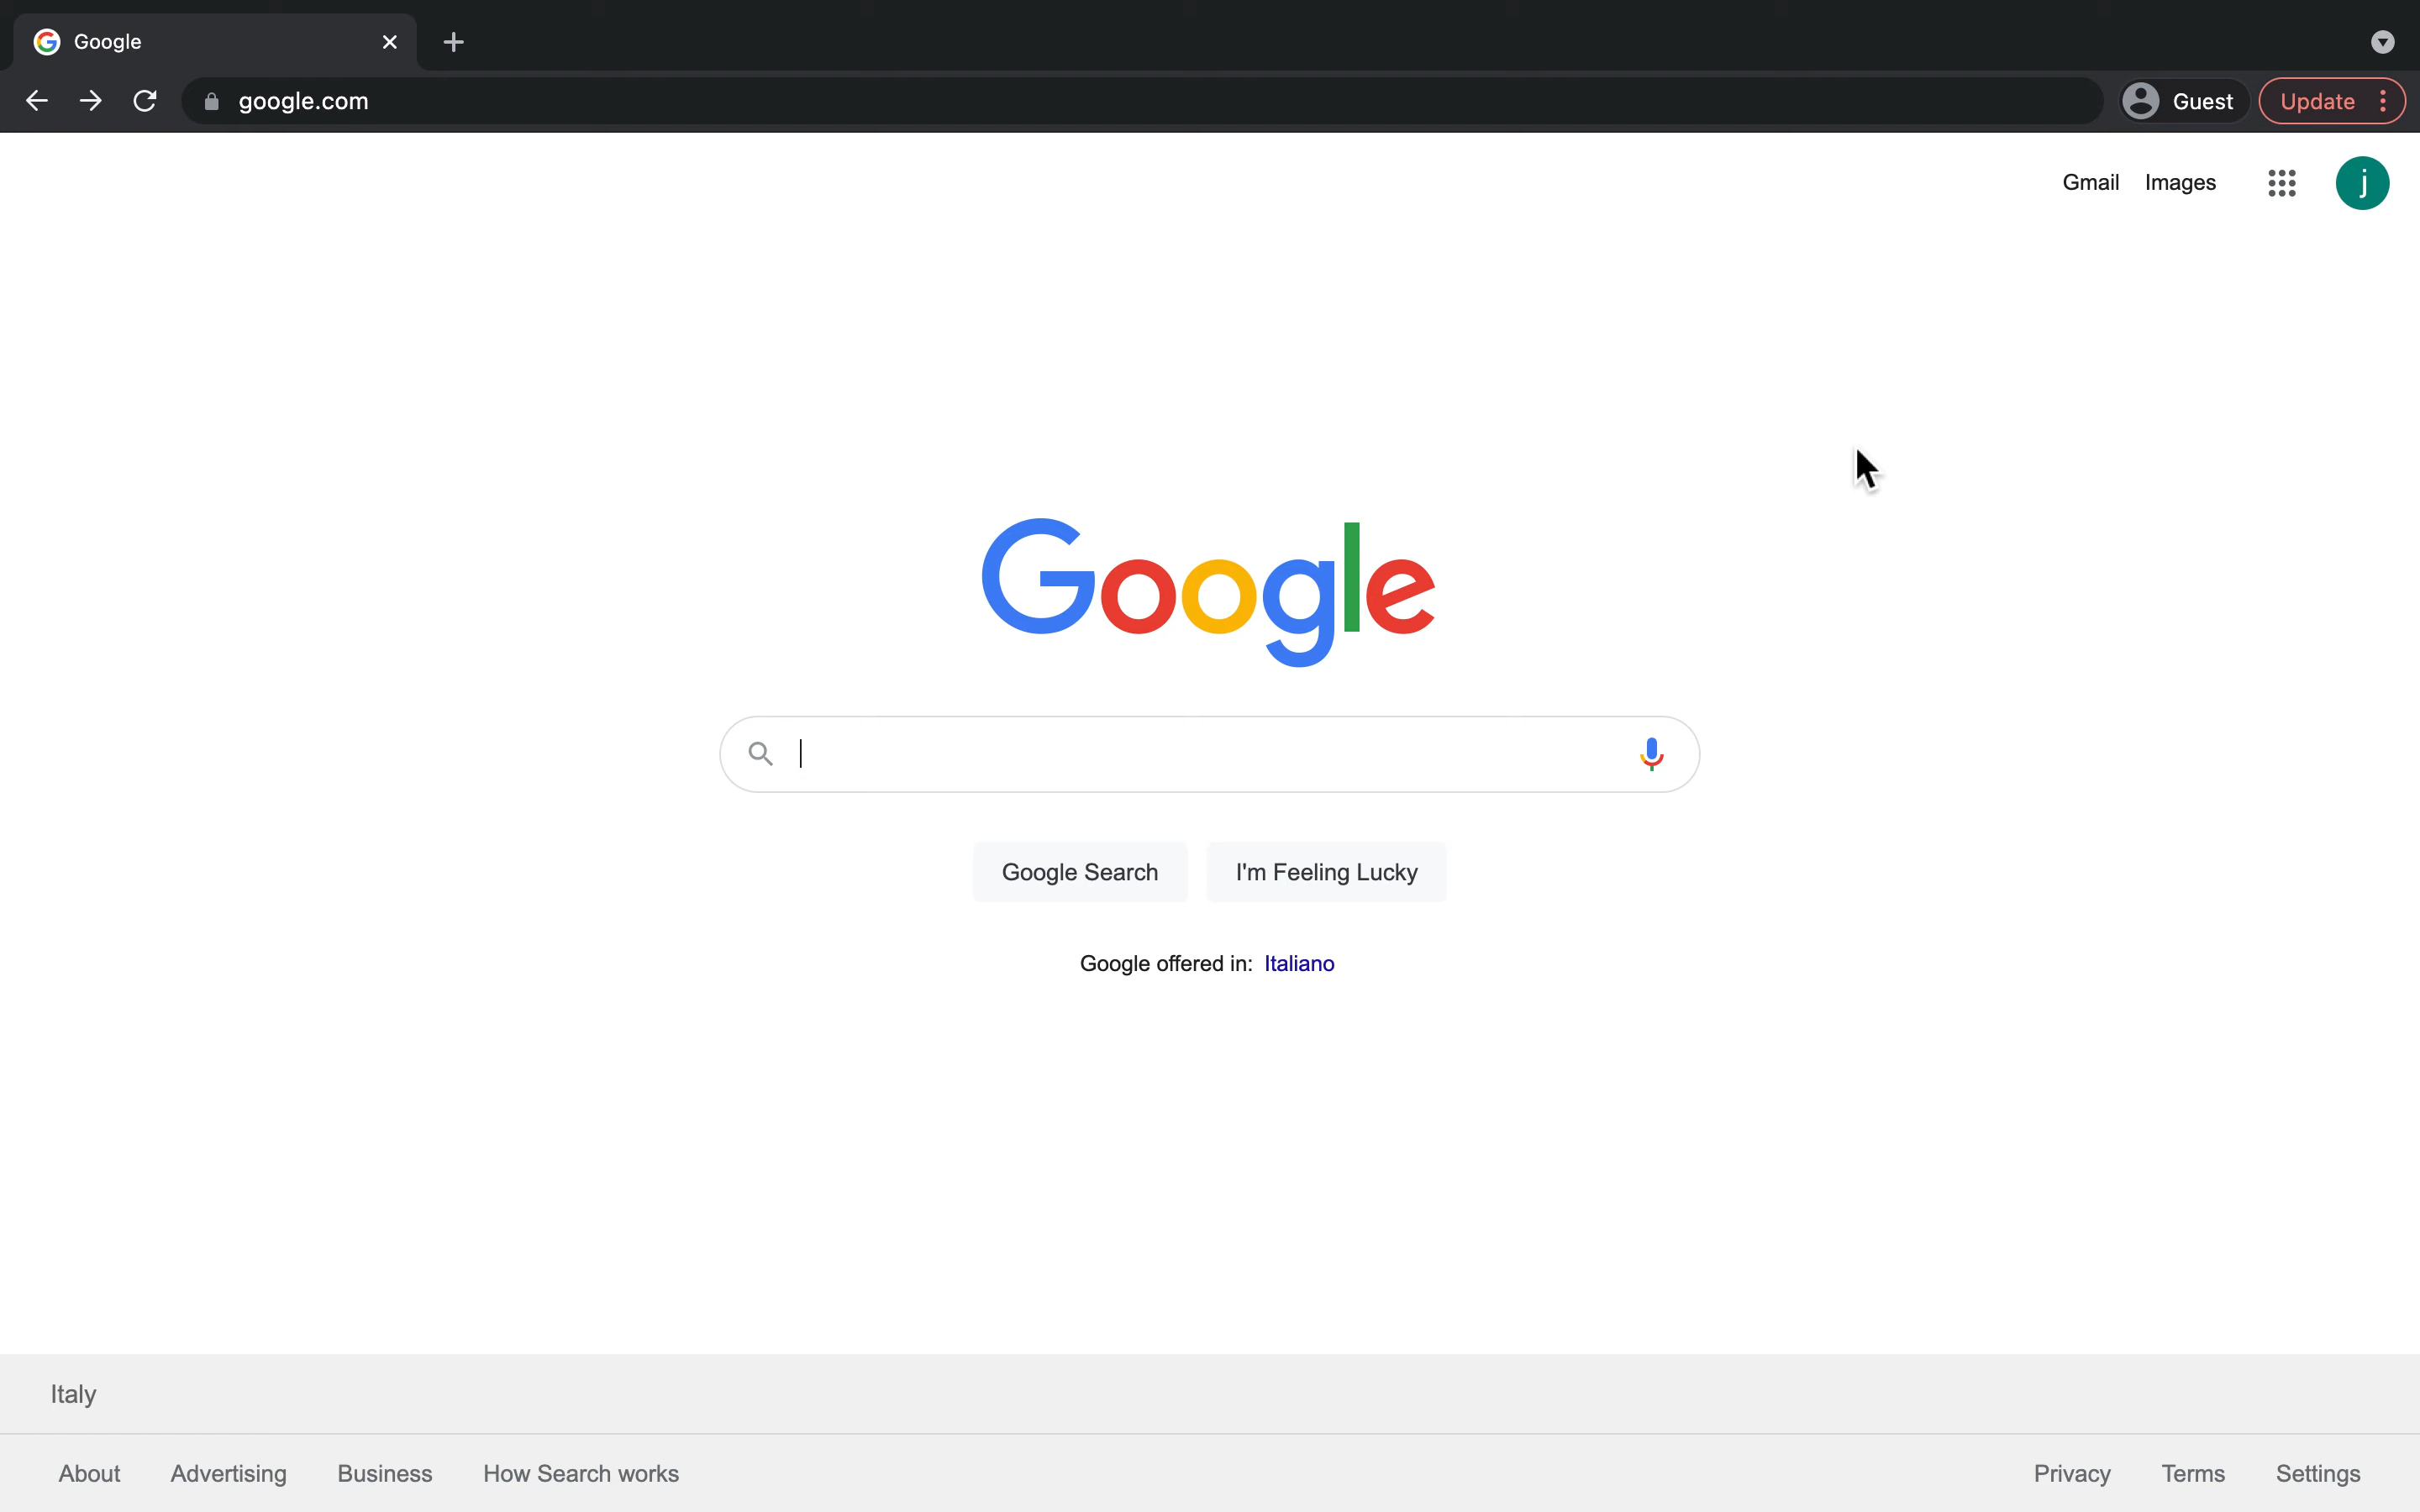 Google
google.com
Guest
Update
Gmail Images
j
Google
Google Search I'm Feeling Lucky
Google offered in: Italiano
Italy
About Advertising Business How Search works Privacy Terms Settings